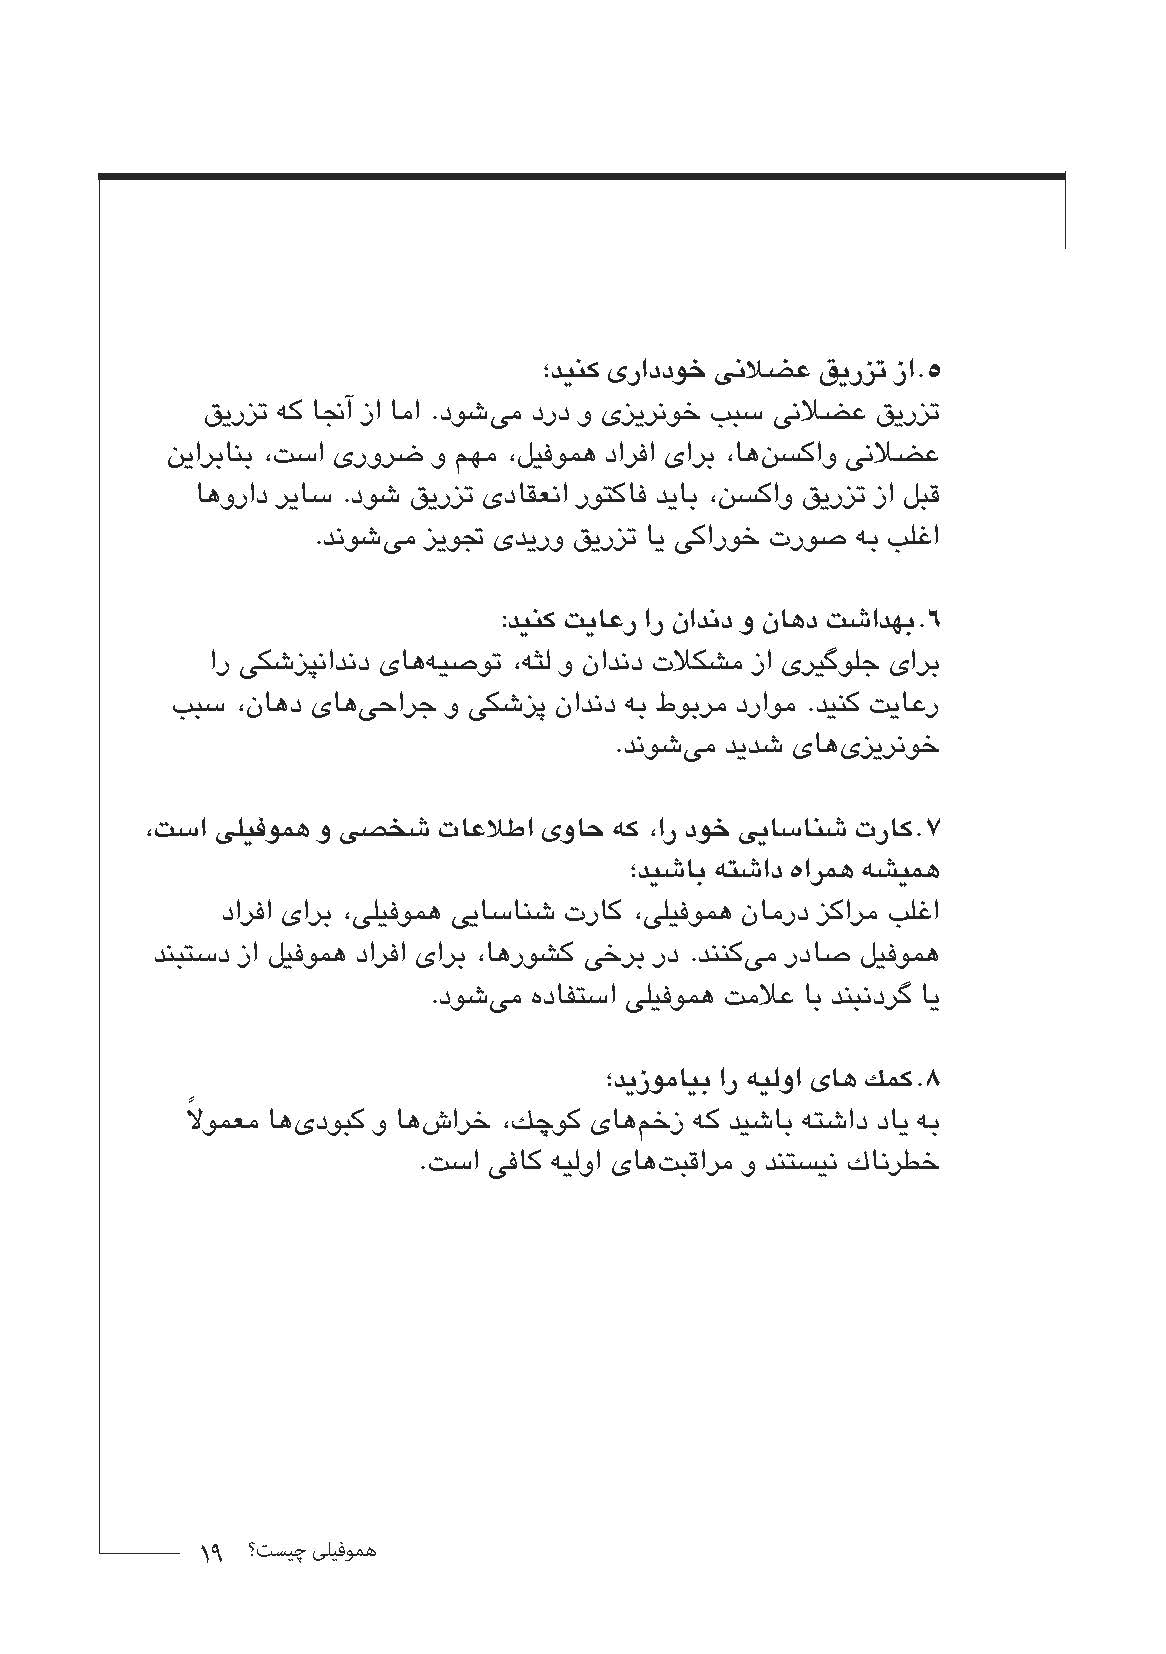 ۵.از تزریق عضلانی خودداری کنید؛
تزریق عضلانی سبب خونریزی و درد می‌شود. اما از آنجا که تزریق
عضلانی واکسن‌ها، برای افراد هموفیل، مهم و ضروری است، بنابراین
قبل از تزریق واکسن، باید فاکتور انعقادی تزریق شود. سایر داروها
اغلب به صورت خوراکی یا تزریق وریدی تجویز می‌شوند.
۶.بهداشت دهان و دندان را رعایت کنید:
برای جلوگیری از مشکلات دندان و لثه، توصیه‌های دندانپزشکی را
رعایت کنید. موارد مربوط به دندان پزشکی و جراحی‌های دهان، سبب
خونریزی‌های شدید می‌شوند.
۷.کارت شناسایی خود را، که حاوی اطلاعات شخصی و هموفیلی است،
همیشه همراه داشته باشید؛
اغلب مراکز درمان هموفیلی، کارت شناسایی هموفیلی، برای افراد
هموفیل صادر می‌کنند. در برخی کشورها، برای افراد هموفیل از دستبند
یا گردنبند با علامت هموفیلی استفاده می‌شود.
۸.کمك های اولیه را بیاموزید؛
به یاد داشته باشید که زخم‌های کوچك، خراش‌ها و کبودی‌ها معمولاً
خطرناك نیستند و مراقبت‌های اولیه کافی است.
هموفیلی چیست؟ ۱۹